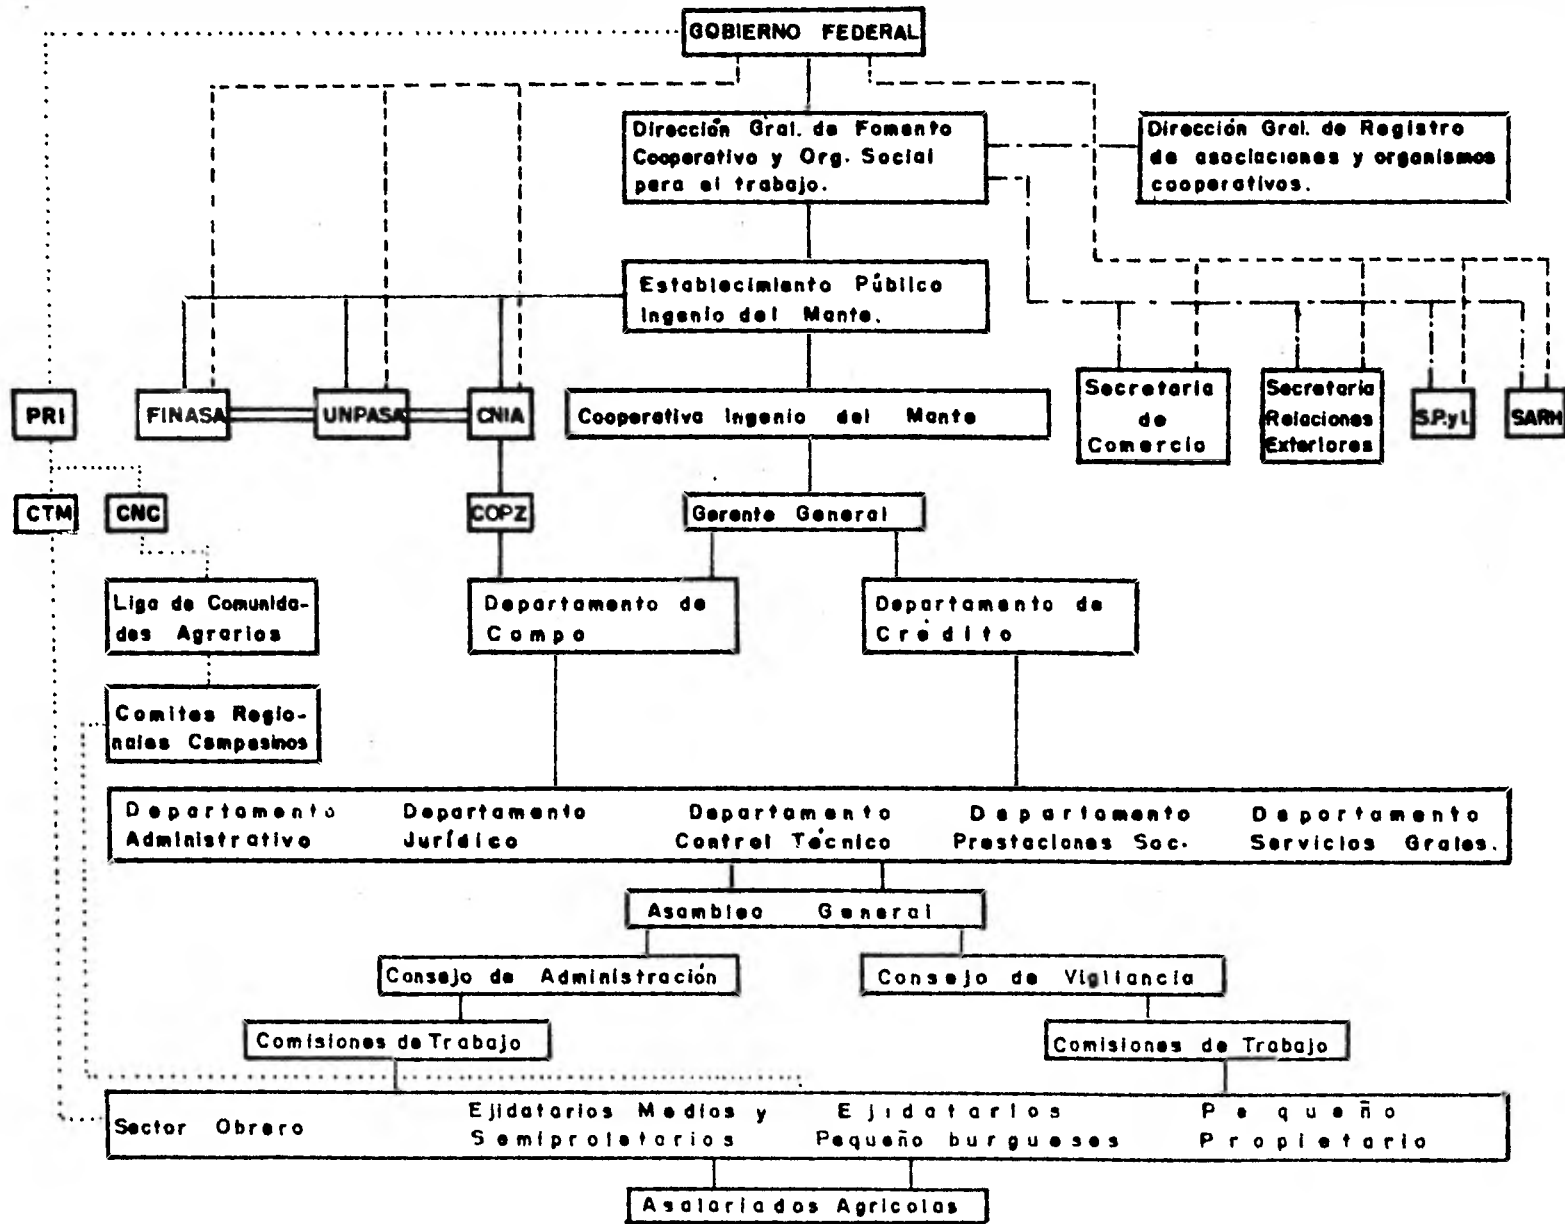 GOBIERNO FEDERAL
Dirección Gral. de Fomento
Cooperativo y Org. Social
para el trabajo.
Dirección Gral. de Registro
de asociaciones y organismos
cooperativos.
Establecimiento Público
Ingenio del Mante.
PRI
FINASA
UNPASA
CNIA
Cooperativa Ingenio del Mante
Secretaría
de
Comercio
Secretaría
Relaciones
Exteriores
S.P.yI.
SARH
CTM
CNC
COPZ
Gerente General
Liga de Comunida-
des Agrarias
Departamento de
Campo
Departamento de
Crédito
Comites Regio-
nales Campesinos
Departamento
Administrativo
Departamento
Jurídico
Departamento
Control Técnico
Departamento
Prestaciones Soc.
Departamento
Servicios Grales.
Asamblea General
Consejo de Administración
Consejo de Vigilancia
Comisiones de Trabajo
Comisiones de Trabajo
Sector Obrero
Ejidatarios Medios y
Semiproletarios
Ejidatarios
Pequeño burgueses
Pequeño
Propietario
Asalariados Agrícolas